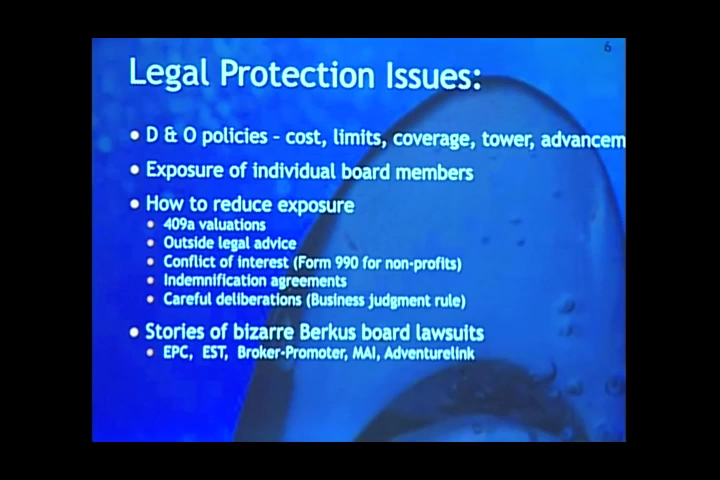 6
Legal Protection Issues:
D & O policies – cost, limits, coverage, tower, advancem
Exposure of individual board members
How to reduce exposure
409a valuations
Outside legal advice
Conflict of interest (Form 990 for non-profits)
Indemnification agreements
Careful deliberations (Business judgment rule)
Stories of bizarre Berkus board lawsuits
EPC, EST, Broker-Promoter, MAI, Adventurelink